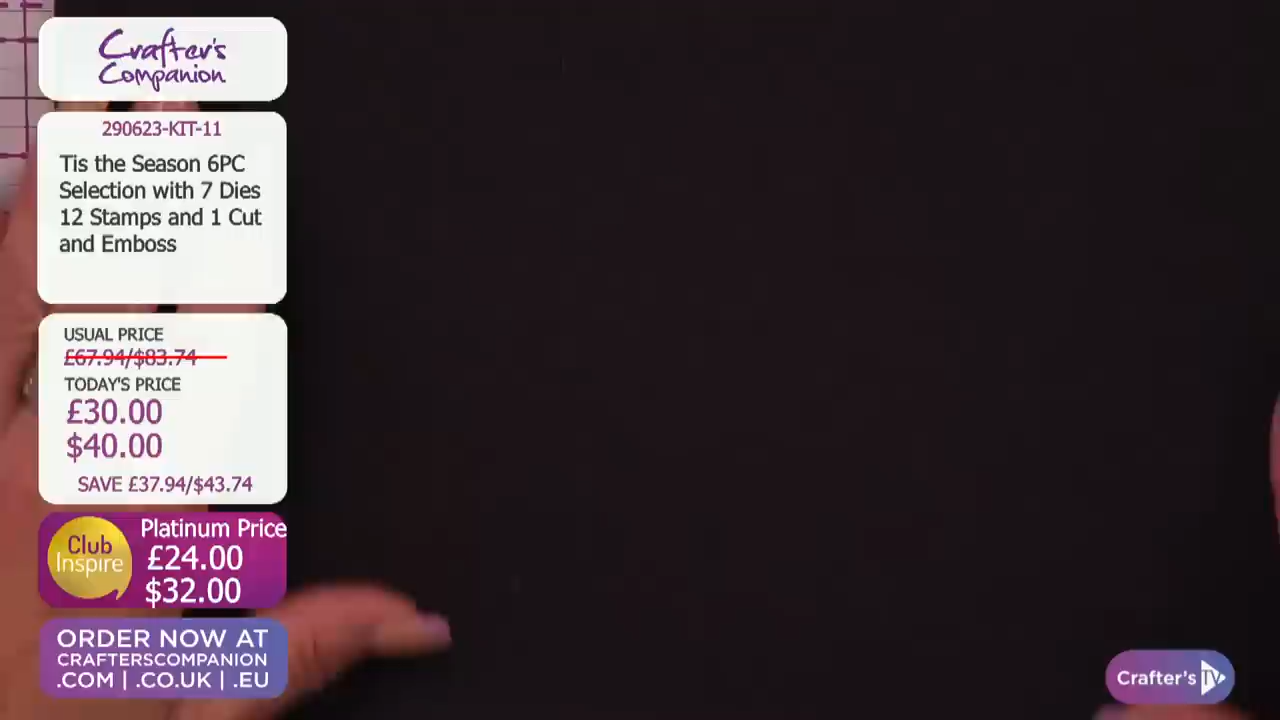 Crafter's
Companion
290623-KIT-11
Tis the Season 6PC
Selection with 7 Dies
12 Stamps and 1 Cut
and Emboss
USUAL PRICE
£67.94/$83.74
TODAY'S PRICE
£30.00
$40.00
SAVE £37.94/$43.74
Club
Inspire
Platinum Price
£24.00
$32.00
ORDER NOW AT
CRAFTERSCOMPANION
.COM | .CO.UK | .EU
Crafter's TV